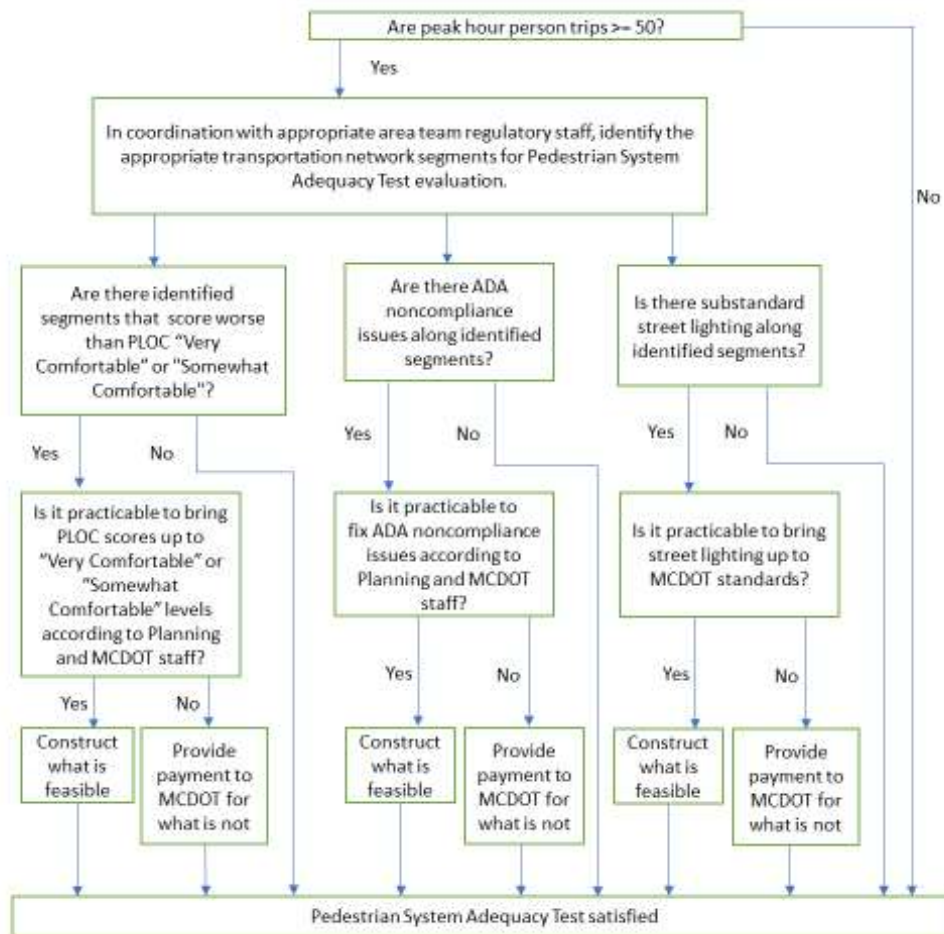 Are peak hour person trips >= 50?
Yes
In coordination with appropriate area team regulatory staff, identify the
appropriate transportation network segments for Pedestrian System
Adequacy Test evaluation.
No
Are there identified
segments that score worse
than PLOC “Very
Comfortable” or “Somewhat
Comfortable”?
Are there ADA
noncompliance
issues along identified
segments?
Is there substandard
street lighting along
identified segments?
Yes
No
Yes
No
Yes
No
Is it practicable to bring
PLOC scores up to
“Very Comfortable” or
“Somewhat
Comfortable” levels
according to Planning
and MCDOT staff?
Is it practicable to
fix ADA noncompliance
issues according to
Planning and MCDOT
staff?
Is it practicable to bring
street lighting up to
MCDOT standards?
Yes
No
Yes
No
Yes
No
Construct
what is
feasible
Provide
payment to
MCDOT for
what is not
Construct
what is
feasible
Provide
payment to
MCDOT for
what is not
Construct
what is
feasible
Provide
payment to
MCDOT for
what is not
Pedestrian System Adequacy Test satisfied